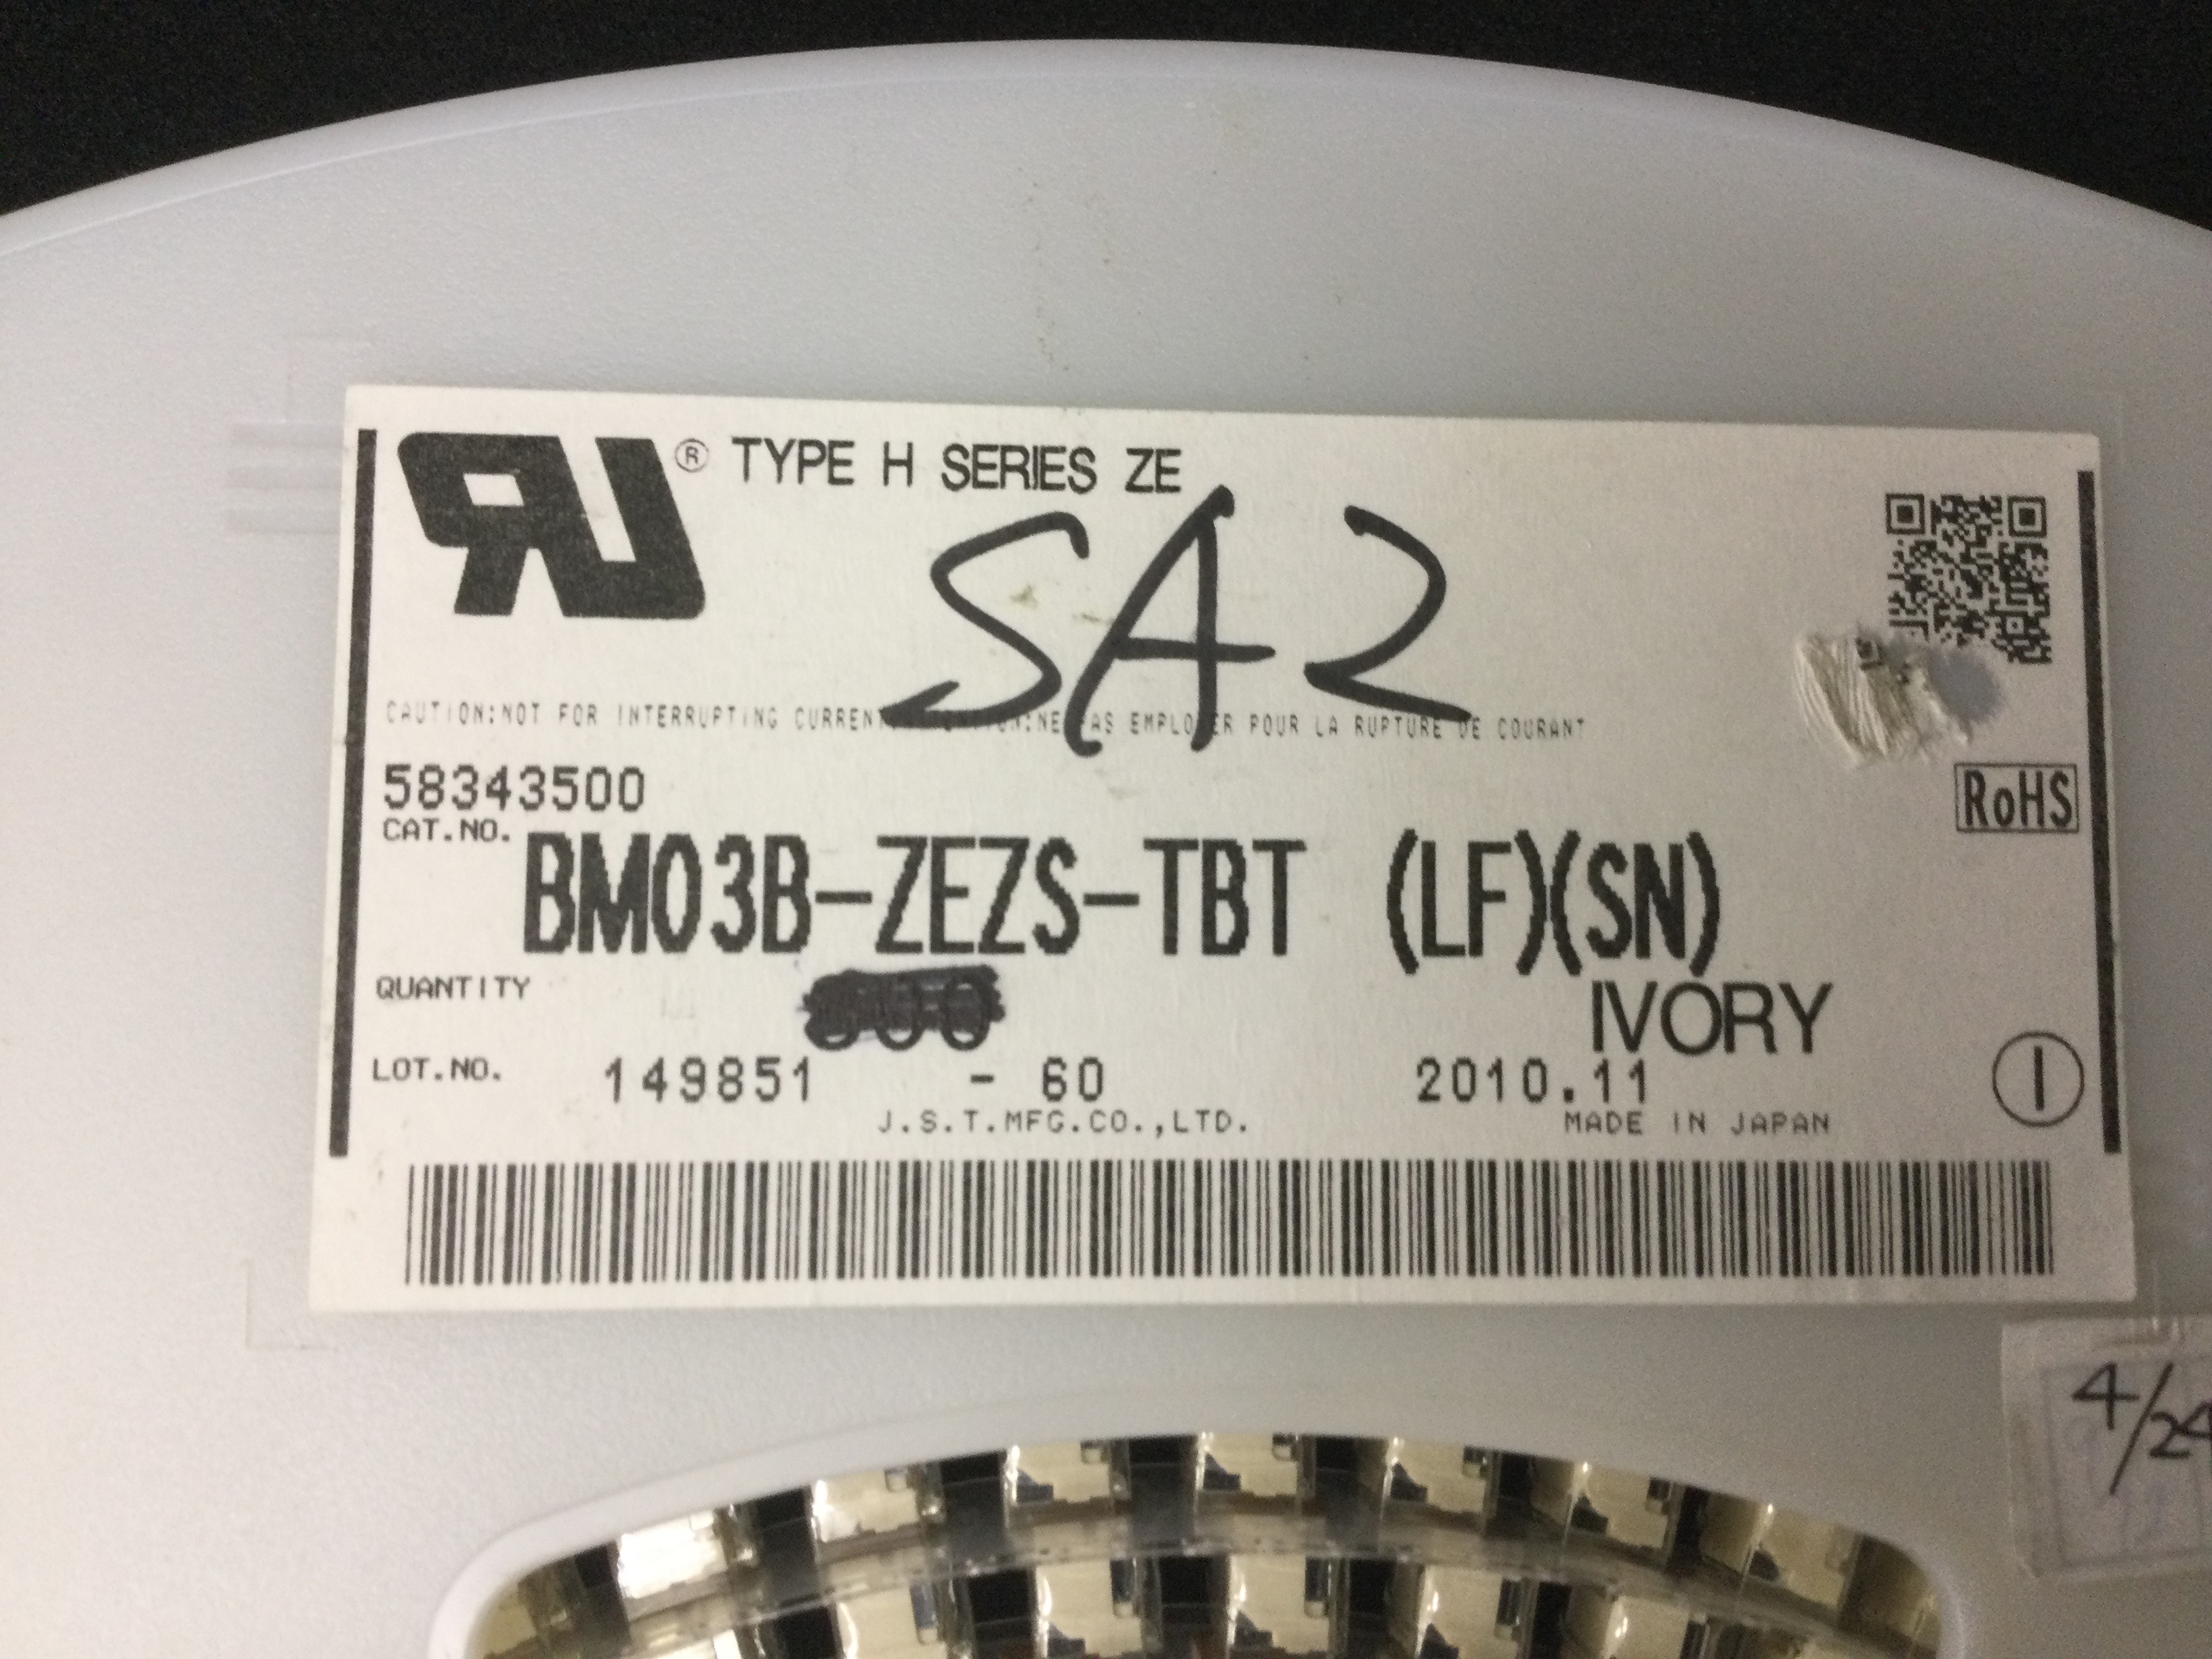 ® TYPE H SERIES ZE
SA2
CAUTION:NOT FOR INTERRUPTING CURRENT NE PAS EMPLOYER POUR LA RUPTURE DE COURANT
58343500
RoHS
CAT.NO. BM03B-ZEZS-TBT (LF)(SN)
QUANTITY
IVORY
LOT.NO. 149851 - 60 2010.11
J.S.T.MFG.CO.,LTD. MADE IN JAPAN
4/24